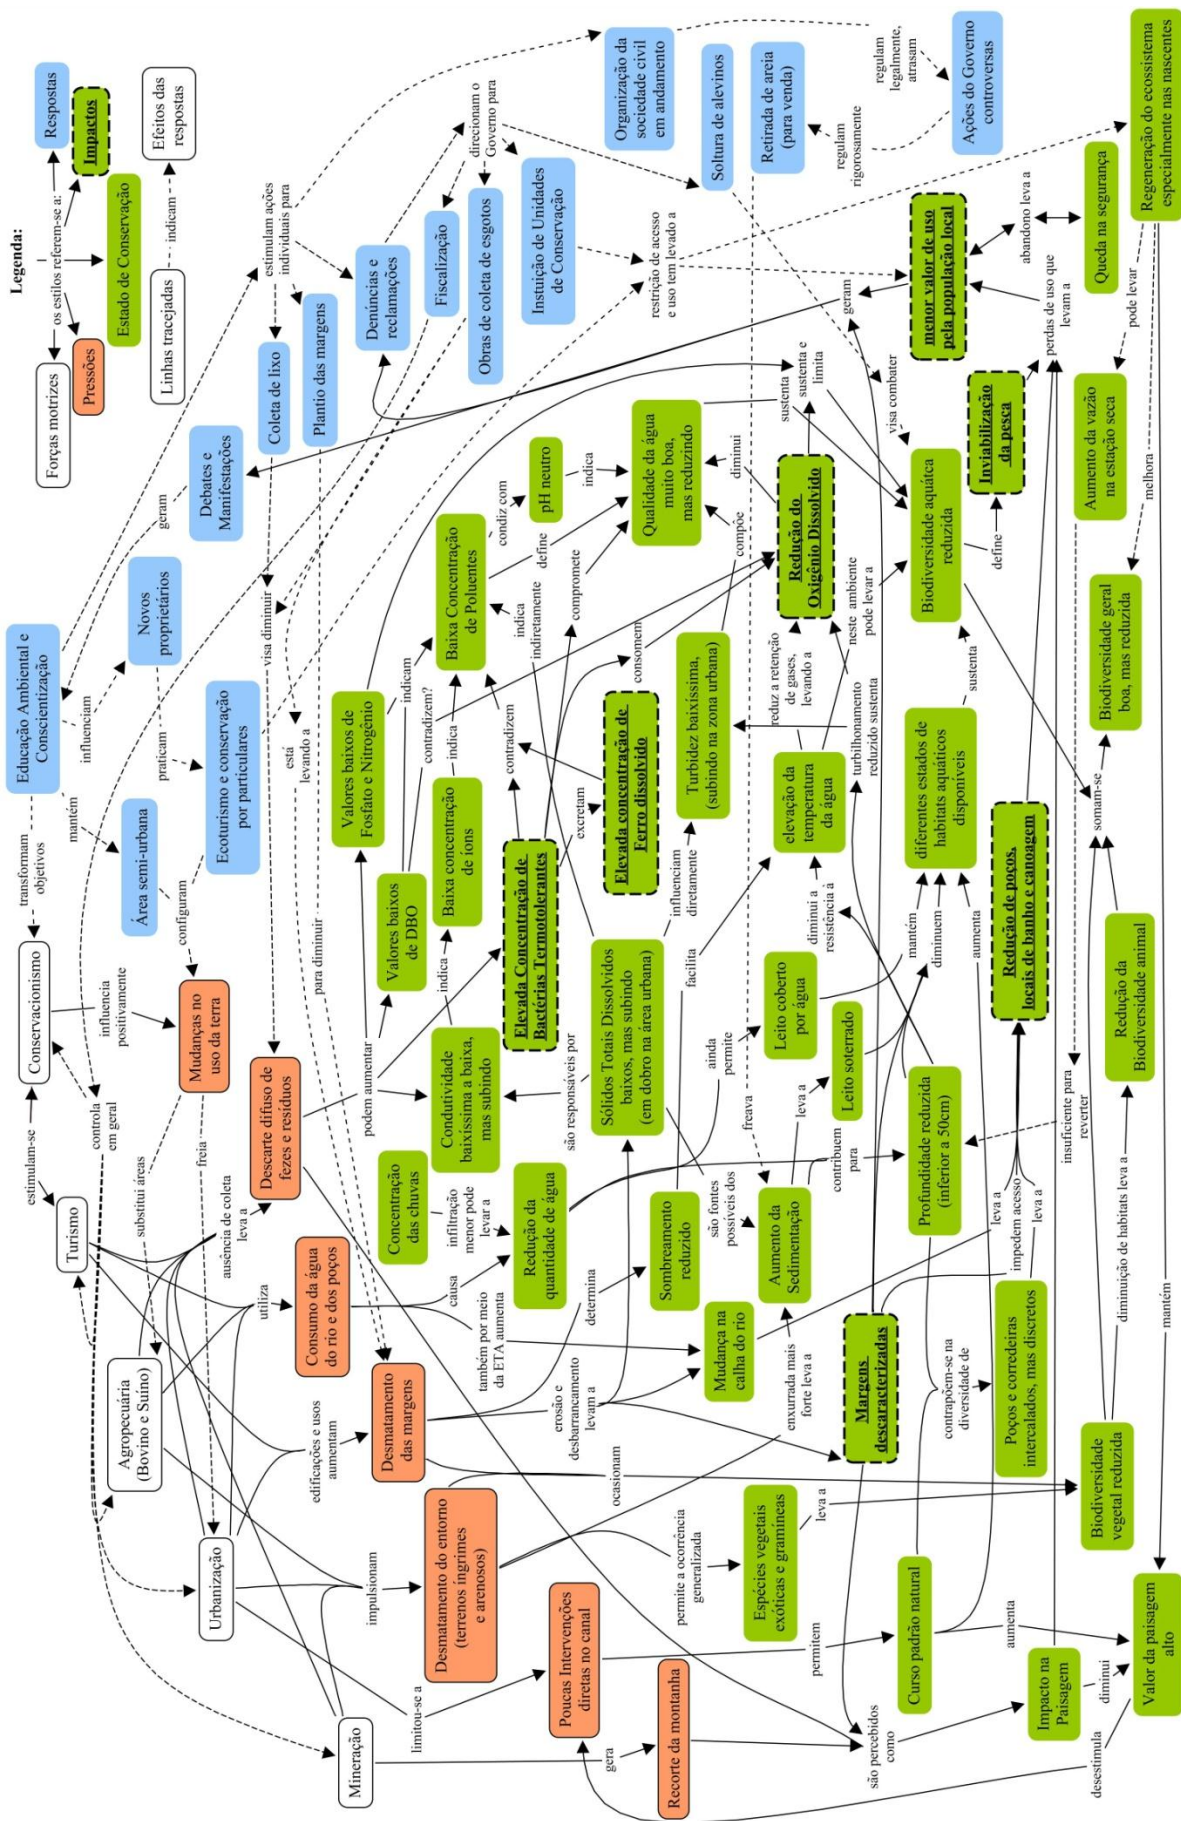 Legenda:
os estilos referem-se a:
Forças motrizes
Pressões
Estado de Conservação
Impactos
Respostas
Linhas tracejadas
indicam
Efeitos das
respostas
Educação Ambiental e
Conscientização
transformam
objetivos
mantém
influenciam
geram
Debates e
Manifestações
estimulam ações
individuais para
Conservacionismo
estimulam-se
Turismo
influencia
positivamente
Área semi-urbana
configuram
Novos
proprietários
praticam
Ecoturismo e conservação
por particulares
Coleta de lixo
Plantio das margens
Denúncias e
reclamações
direcionam o
Governo para
Fiscalização
Obras de coleta de esgotos
Instuição de Unidades
de Conservação
Organização da
sociedade civil
em andamento
Soltura de alevinos
Retirada de areia
(para venda)
regulam
legalmente,
atrasam
regulam
rigorosamente
Ações do Governo
controversas
controla
em geral
Mudanças no
uso da terra
substitui áreas
freia
Agropecuária
(Bovino e Suíno)
Urbanização
Mineração
ausência de coleta
leva a
utiliza
edificações e usos
aumentam
impulsionam
limitou-se a
gera
Descarte difuso de
fezes e resíduos
visa diminuir
está
levando a
para diminuir
Consumo da água
do rio e dos poços
Desmatamento
das margens
Desmatamento do entorno
(terrenos íngrimes
e arenosos)
Poucas Intervenções
diretas no canal
Recorte da montanha
podem aumentar
Valores baixos de
Fosfato e Nitrogênio
Valores baixos
de DBO
indicam
contradizem?
Condutividade
baixíssima a baixa,
mas subindo
indica
Baixa concentração
de íons
indica
Baixa Concentração
de Poluentes
condiz com
pH neutro
indica
define
Qualidade da água
muito boa,
mas reduzindo
sustenta
sustenta e
limita
Elevada Concentração de
Bactérias Termotolerantes
contradizem
excretam
comprometem
consomem
indica
indiretamente
Elevada concentração de
Ferro dissolvido
Redução do
Oxigênio Dissolvido
diminui
compõe
Concentração
das chuvas
infiltração
menor pode
levar a
Redução da
quantidade de água
causa
também por meio
da ETA aumenta
são responsáveis por
Sólidos Totais Dissolvidos
baixos, mas subindo
(em dobro na área urbana)
influenciam
diretamente
Turbidez baixíssima,
(subindo na zona urbana)
determina
Sombreamento
reduzido
facilita
elevação da
temperatura
da água
reduz a retenção
de gases,
levando a
neste ambiente
pode levar a
turbilhonamento
reduzido sustenta
diminui a
resistência à
visa combater
restrição de acesso
e uso tem levado a
geram
menor valor de uso
pela população local
abandono leva a
Queda na segurança
perdas de uso que
levam a
Biodiversidade aquátca
reduzida
define
Inviabilização
da pesca
erosão e
desbarrancamento
levam a
Mudança na
calha do rio
são fontes
possíveis dos
ainda
permite
freava
Aumento da
Sedimentação
leva a
Leito coberto
por água
Leito soterrado
mantém
diminuem
aumenta
diferentes estados de
habitats aquáticos
disponíveis
sustenta
contribuem
para
Profundidade reduzida
(inferior a 50cm)
enxurrada mais
forte leva a
Margens
descaracterizadas
impedem acesso
leva a
leva a
Redução de poços,
locais de banho e canoagem
contrapõem-se na
diversidade de
Poços e corredeiras
intercalados, mas discretos
ocasionam
permite a ocorrência
generalizada
Espécies vegetais
exóticas e gramíneas
leva a
Biodiversidade
vegetal reduzida
diminuição de habitats leva a
Redução da
Biodiversidade animal
somam-se
Biodiversidade geral
boa, mas reduzida
insuficiente para
reverter
Aumento da vazão
na estação seca
pode levar
melhora
Regeneração do ecossistema
especialmente nas nascentes
mantém
permitem
Curso padrão natural
aumenta
são percebidos
como
Impacto na
Paisagem
diminui
Valor da paisagem
alto
desestimula